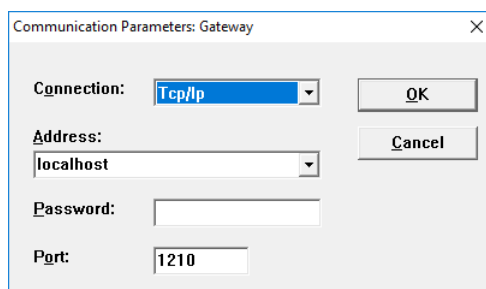 Communication Parameters: Gateway
Connection: Tcp/Ip OK
Address: Cancel
localhost
Password:
Port: 1210